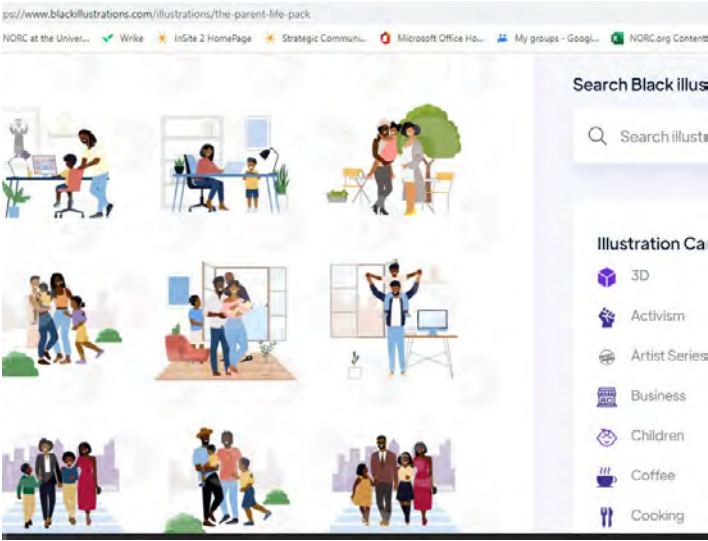 ps://www.blackillustrations.com/illustrations/the-parent-life-pack
NORC at the Univer... Wrike InSite 2 HomePage Strategic Commun... Microsoft Office Ho... My groups - Googl... NORC.org Content
Search Black illus
Search illust
Illustration Ca
3D
Activism
Artist Series
Business
Children
Coffee
Cooking